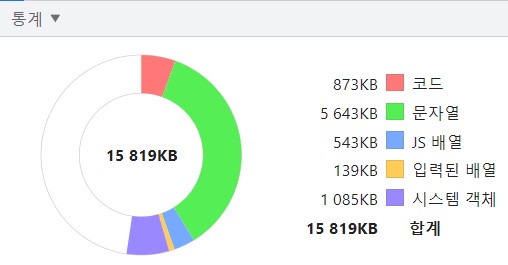 통계 ▼
15 819KB
873KB 코드
5 643KB 문자열
543KB JS 배열
139KB 입력된 배열
1 085KB 시스템 객체
15 819KB 합계